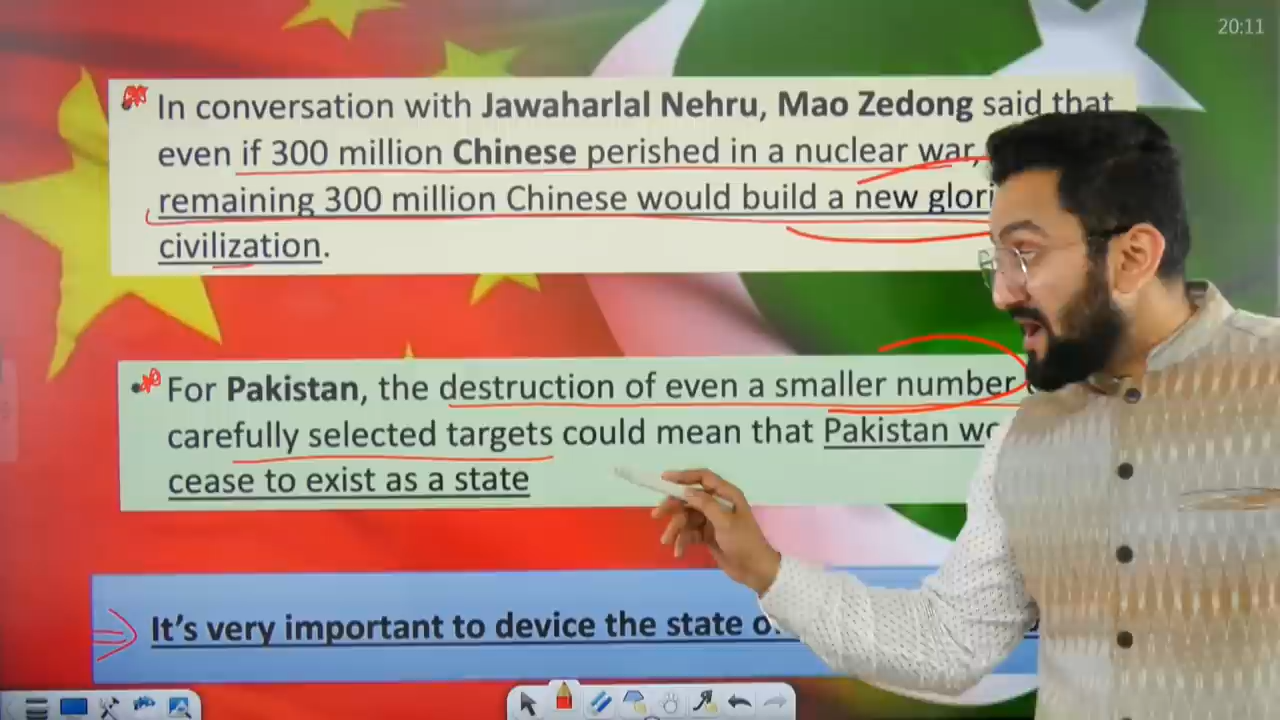 20:11
In conversation with Jawaharlal Nehru, Mao Zedong said that
even if 300 million Chinese perished in a nuclear war,
remaining 300 million Chinese would build a new glori
civilization.
For Pakistan, the destruction of even a smaller number
carefully selected targets could mean that Pakistan wo
cease to exist as a state
It's very important to device the state o